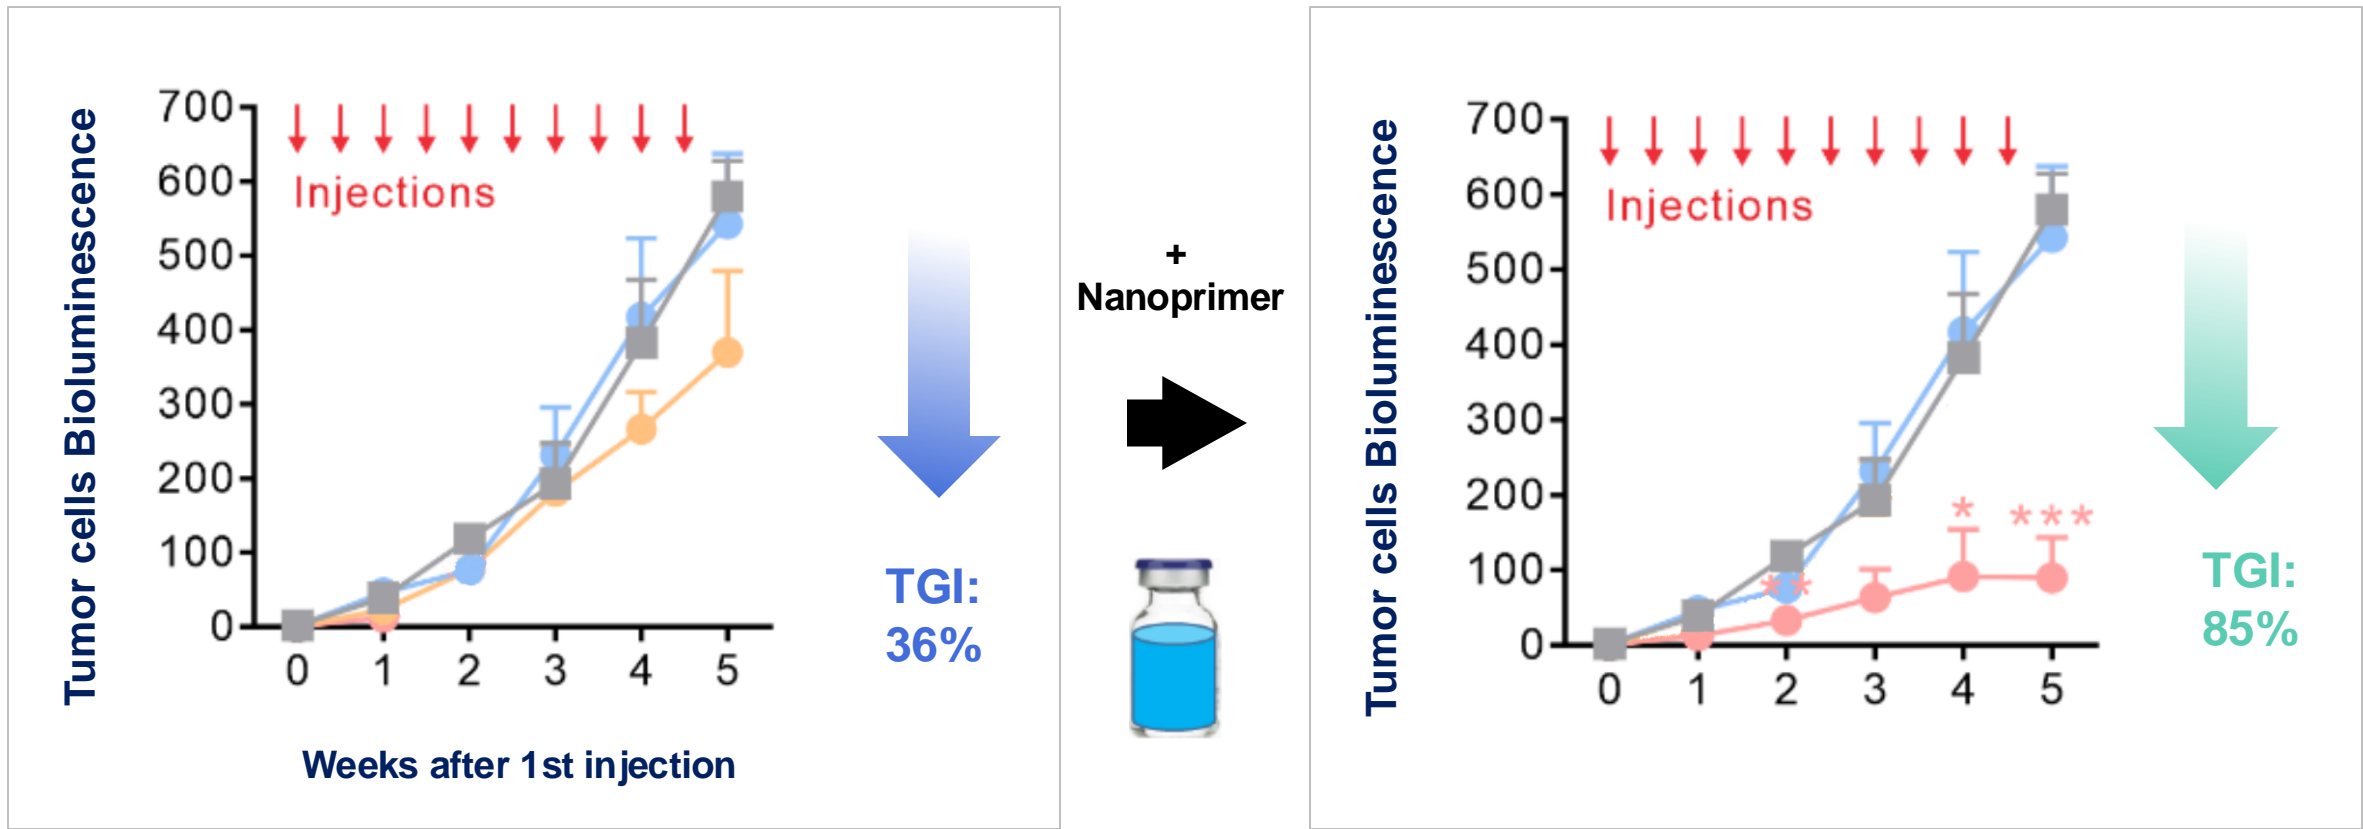 Tumor cells Bioluminescence
700
600
500
400
300
200
100
0
Injections
0 1 2 3 4 5
Weeks after 1st injection
TGI:
36%
+
Nanoprimer
Tumor cells Bioluminescence
700
600
500
400
300
200
100
0
Injections
**
*
***
0 1 2 3 4 5
TGI:
85%